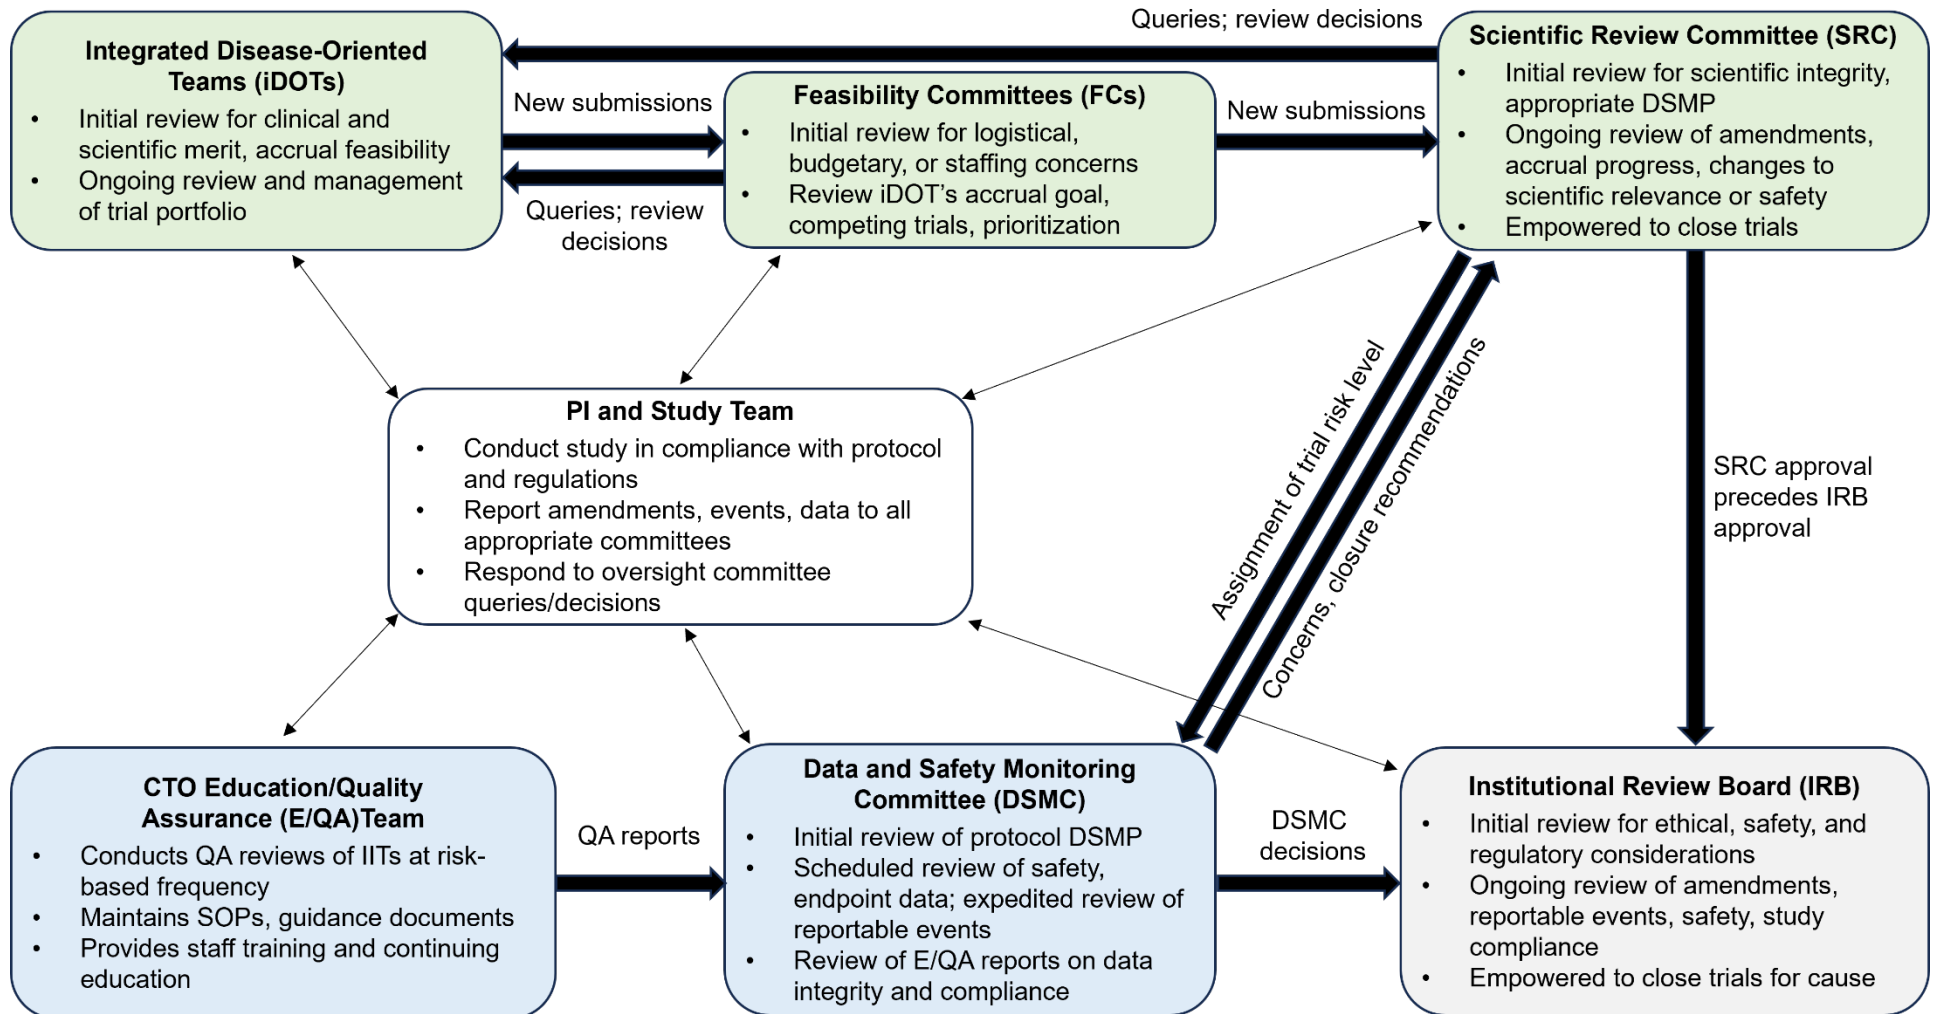 Integrated Disease-Oriented
Teams (iDOTs)
• Initial review for clinical and
scientific merit, accrual feasibility
• Ongoing review and management
of trial portfolio
Queries; review decisions
New submissions
Queries; review
decisions
Feasibility Committees (FCs)
• Initial review for logistical,
budgetary, or staffing concerns
• Review iDOT’s accrual goal,
competing trials, prioritization
New submissions
Scientific Review Committee (SRC)
• Initial review for scientific integrity,
appropriate DSMP
• Ongoing review of amendments,
accrual progress, changes to
scientific relevance or safety
• Empowered to close trials
PI and Study Team
• Conduct study in compliance with protocol
and regulations
• Report amendments, events, data to all
appropriate committees
• Respond to oversight committee
queries/decisions
Assignment of trial risk level
Concerns, closure recommendations
SRC approval
precedes IRB
approval
CTO Education/Quality
Assurance (E/QA)Team
• Conducts QA reviews of IITs at risk-
based frequency
• Maintains SOPs, guidance documents
• Provides staff training and continuing
education
QA reports
Data and Safety Monitoring
Committee (DSMC)
• Initial review of protocol DSMP
• Scheduled review of safety,
endpoint data; expedited review of
reportable events
• Review of E/QA reports on data
integrity and compliance
DSMC
decisions
Institutional Review Board (IRB)
• Initial review for ethical, safety, and
regulatory considerations
• Ongoing review of amendments,
reportable events, safety, study
compliance
• Empowered to close trials for cause